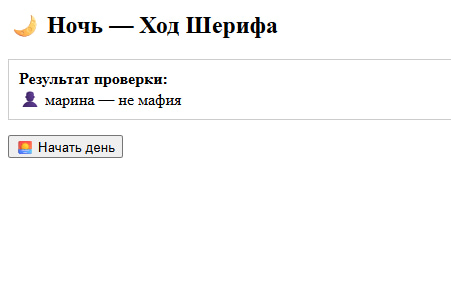 🌙 Ночь — Ход Шерифа
Результат проверки:
👤 марина — не мафия
🌅 Начать день